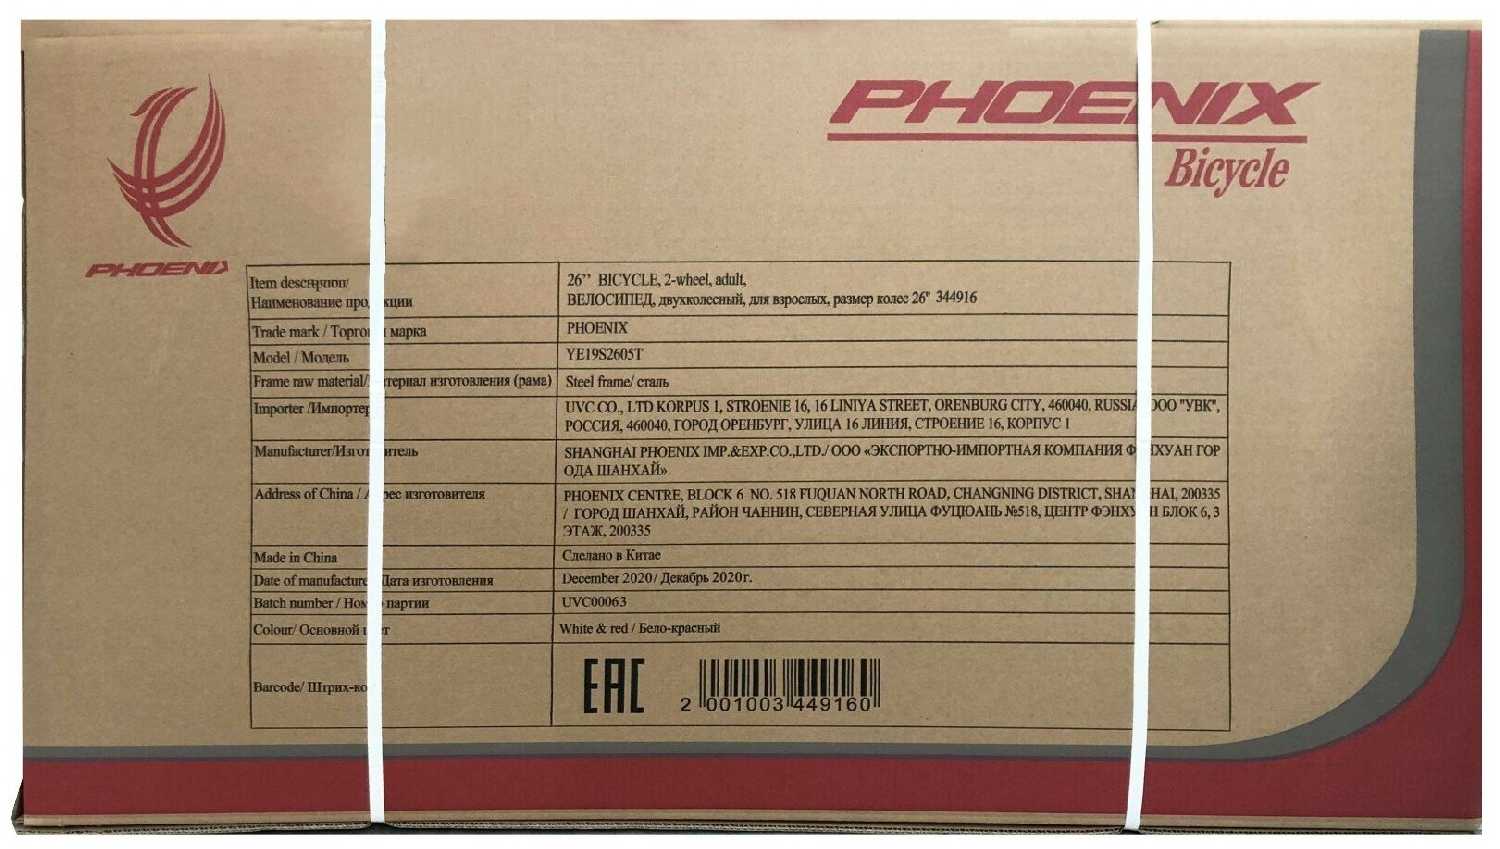 PHOENIX
Bicycle
PHOENIX
Item description/
Наименование продукции
26’’ BICYCLE, 2-wheel, adult,
ВЕЛОСИПЕД, двухколесный, для взрослых, размер колес 26" 344916
Trade mark / Торговая марка
PHOENIX
Model / Модель
YE19S2605T
Frame raw material/Материал изготовления (рама)
Steel frame/ сталь
Importer /Импортер
UVC CO., LTD KORPUS 1, STROENIE 16, 16 LINIYA STREET, ORENBURG CITY, 460040, RUSSIA/ООО "УВК",
РОССИЯ, 460040, ГОРОД ОРЕНБУРГ, УЛИЦА 16 ЛИНИЯ, СТРОЕНИЕ 16, КОРПУС 1
Manufacturer/Изготовитель
SHANGHAI PHOENIX IMP.&EXP.CO.,LTD./ ООО «ЭКСПОРТНО-ИМПОРТНАЯ КОМПАНИЯ ФЭНХУАН ГОР
ОДА ШАНХАЙ»
Address of China / Адрес изготовителя
PHOENIX CENTRE, BLOCK 6 NO. 518 FUQUAN NORTH ROAD, CHANGNING DISTRICT, SHANGHAI, 200335
/ ГОРОД ШАНХАЙ, РАЙОН ЧАННИН, СЕВЕРНАЯ УЛИЦА ФУЦЮАНЬ №518, ЦЕНТР ФЭНХУАН БЛОК 6, 3
ЭТАЖ, 200335
Made in China
Сделано в Китае
Date of manufacture/Дата изготовления
December 2020/ Декабрь 2020г.
Batch number / Номер партии
UVC00063
Colour/ Основной цвет
White & red / Бело-красный
Barcode/ Штрих-код
EAC
2 001003 449160